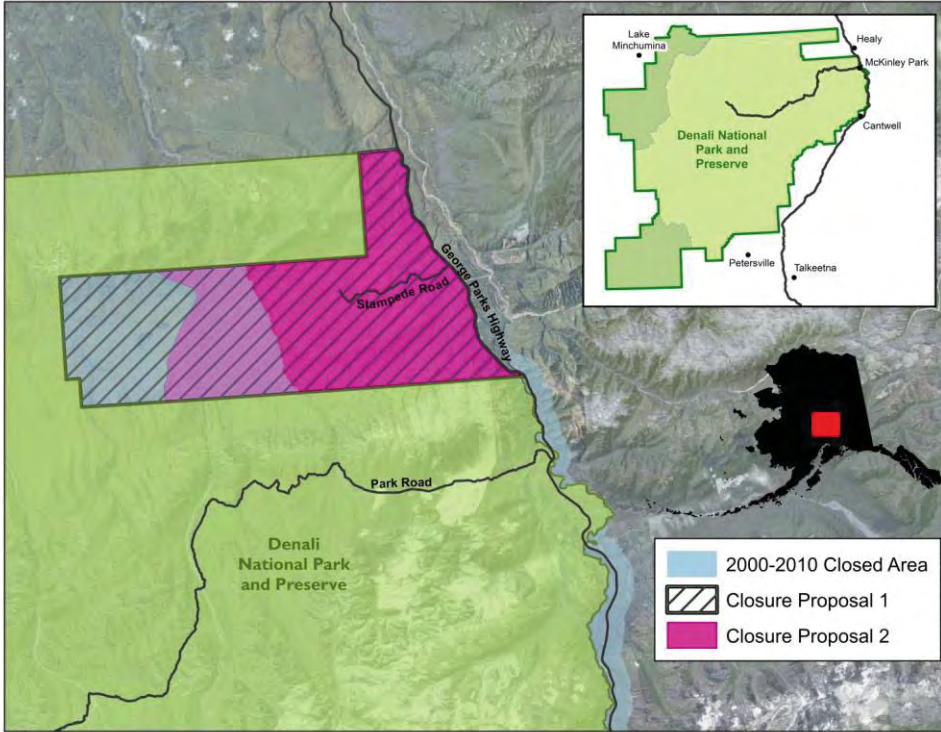 Lake
Minchumina
Healy
McKinley Park
Cantwell
Denali National
Park and
Preserve
Petersville
Talkeetna
George Parks Highway
Stampede Road
Park Road
Denali
National Park
and Preserve
2000-2010 Closed Area
Closure Proposal 1
Closure Proposal 2